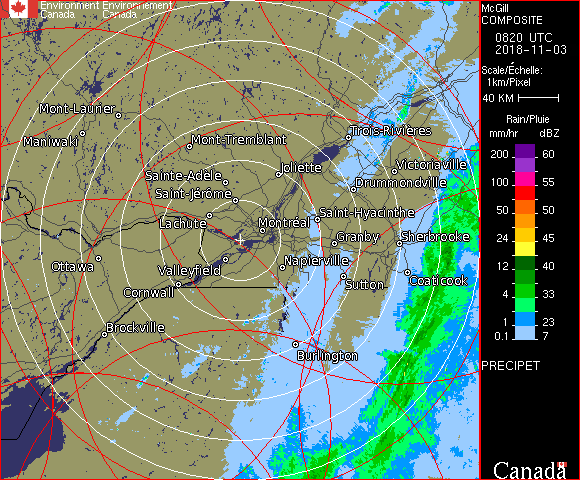 Environment Environnement
Canada Canada
McGill
COMPOSITE
0820 UTC
2018-11-03
Scale/Échelle:
1km/Pixel
40 KM
Rain/Pluie
mm/hr dBZ
200 60
100 55
50 50
24 45
12 40
4 33
1 23
0.1 7
PRECIPET
Canada
Mont-Laurier
Maniwaki
Mont-Tremblant
Trois-Rivières
Victoriaville
Joliette
Sainte-Adèle
Drummondville
Saint-Jérôme
Saint-Hyacinthe
Lachute
Montréal
Granby
Sherbrooke
Ottawa
Valleyfield
Napierville
Coaticook
Cornwall
Sutton
Brockville
Burlington